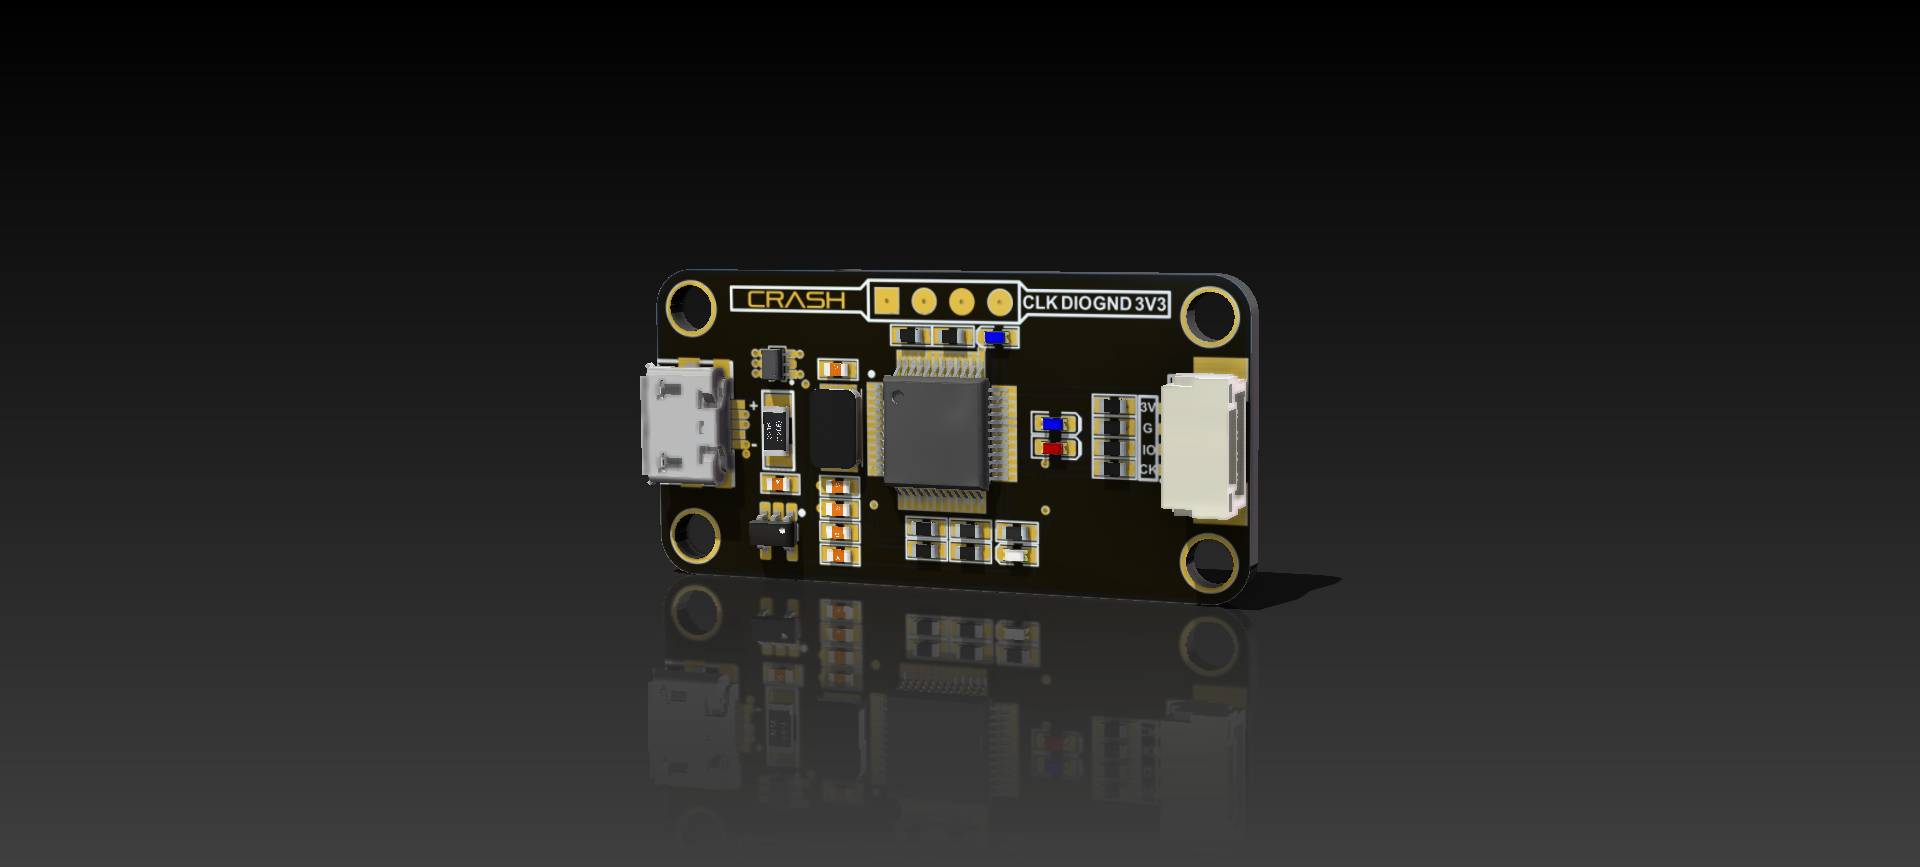 CRASH
CLK DIO GND 3V3
+
-
3V
G
IO
CK